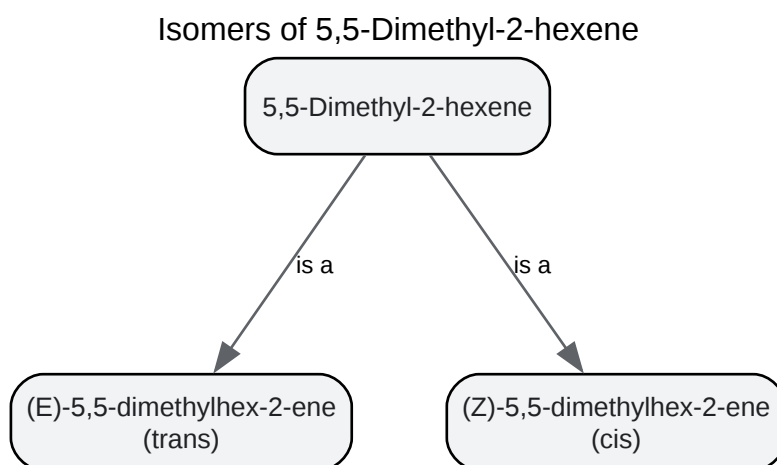 Isomers of 5,5-Dimethyl-2-hexene
5,5-Dimethyl-2-hexene
is a
is a
(E)-5,5-dimethylhex-2-ene
(trans)
(Z)-5,5-dimethylhex-2-ene
(cis)